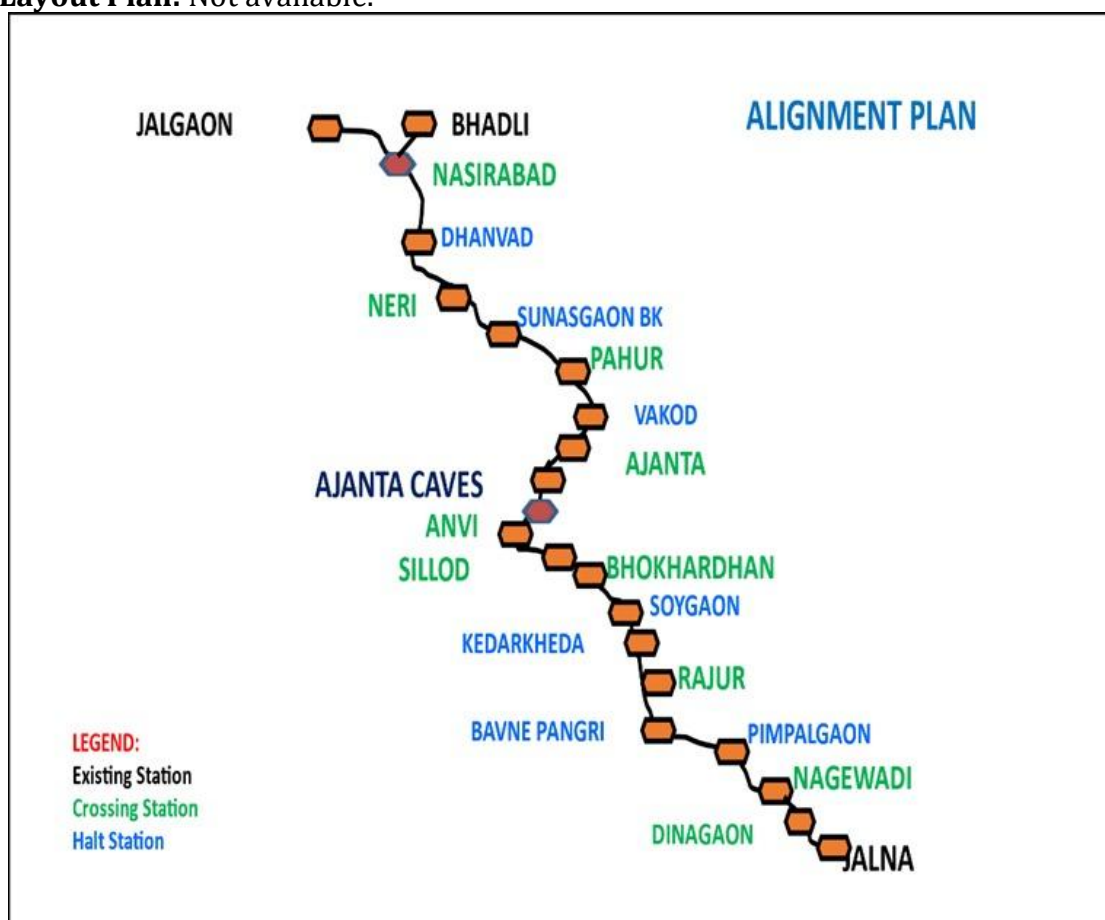 Layout Plan: Not available.
ALIGNMENT PLAN
JALGAON
BHADLI
NASIRABAD
DHANVAD
NERI
SUNASGAON BK
PAHUR
VAKOD
AJANTA
AJANTA CAVES
ANVI
SILLOD
BHOKHARDHAN
SOYGAON
KEDARKHEDA
RAJUR
BAVNE PANGRI
PIMPALGAON
NAGEWADI
DINAGAON
JALNA
LEGEND:
Existing Station
Crossing Station
Halt Station